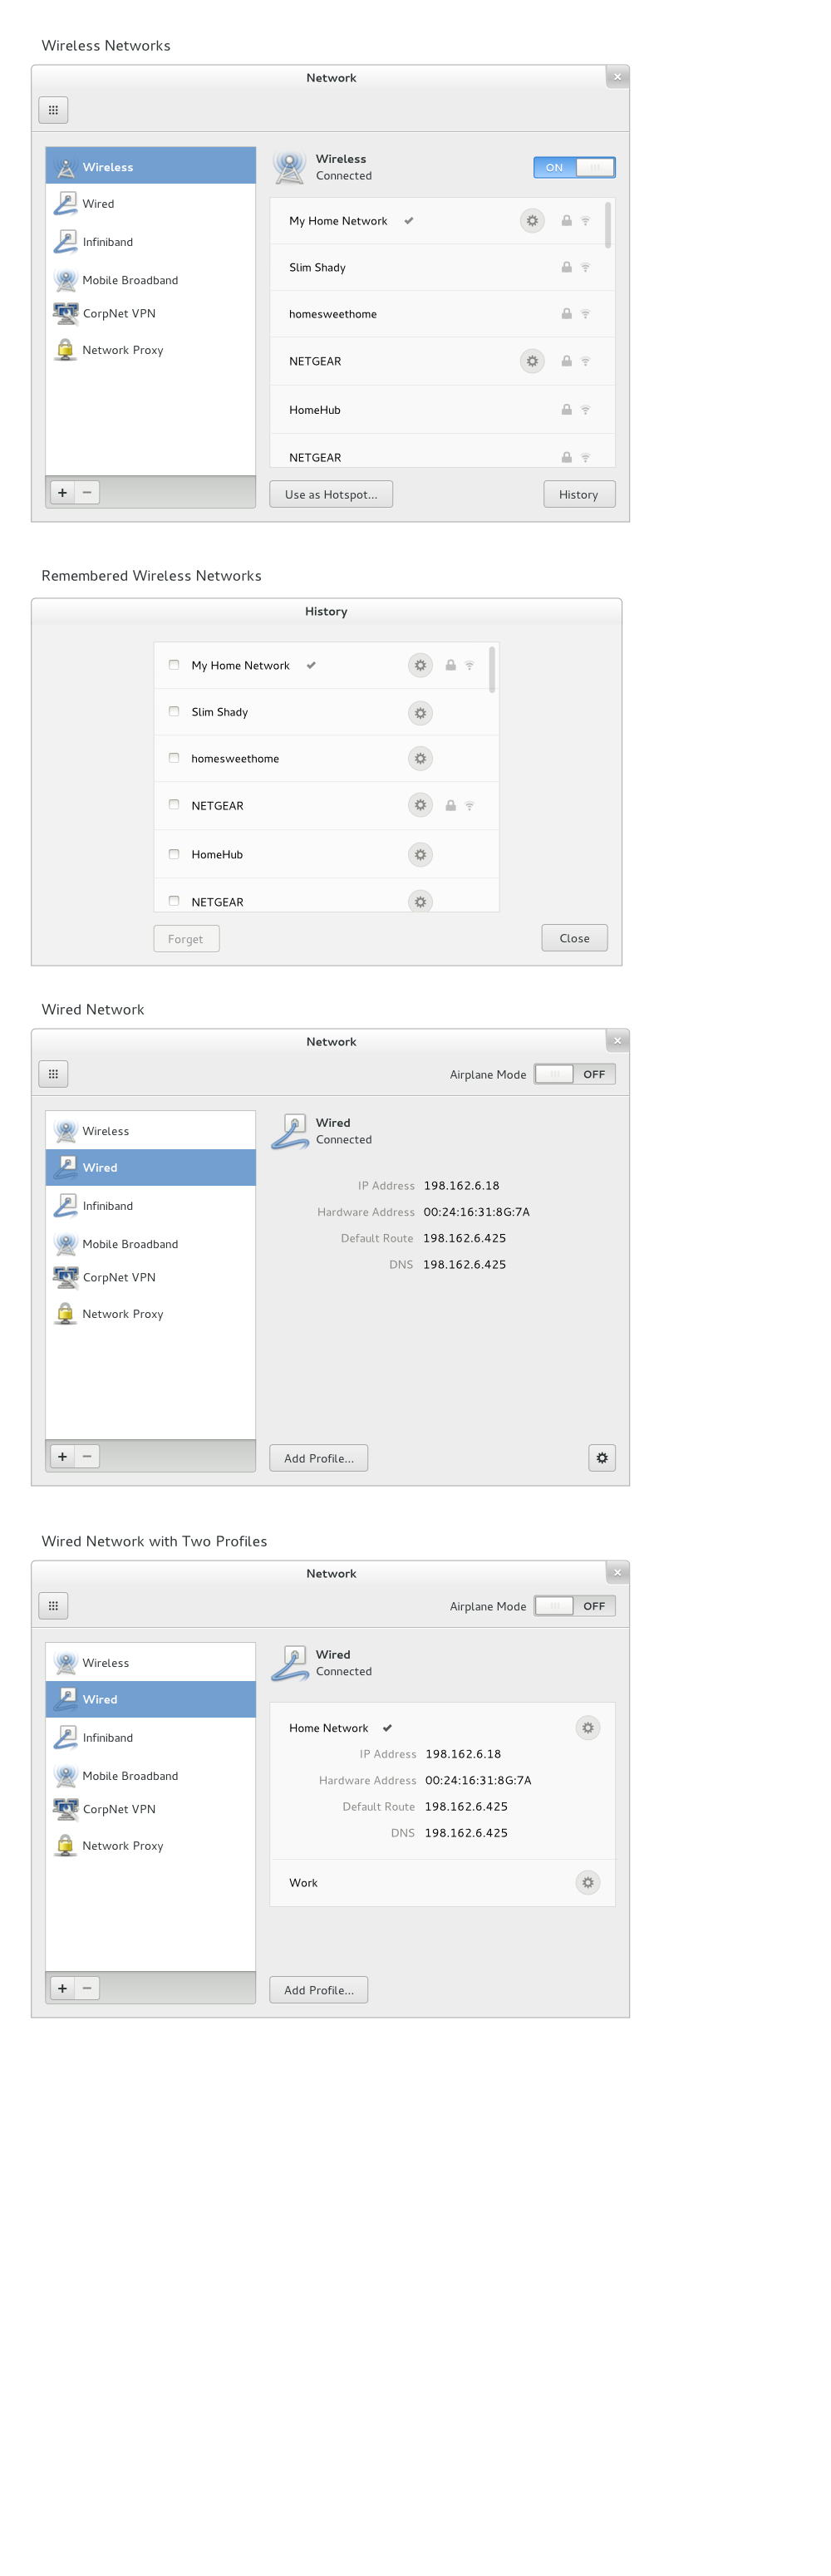 Wireless Networks
Network
Wireless
Wired
Infiniband
Mobile Broadband
CorpNet VPN
Network Proxy
Wireless
Connected
ON
My Home Network
Slim Shady
homesweethome
NETGEAR
HomeHub
NETGEAR
Use as Hotspot...
History
Remembered Wireless Networks
History
My Home Network
Slim Shady
homesweethome
NETGEAR
HomeHub
NETGEAR
Forget
Close
Wired Network
Network
Airplane Mode OFF
Wireless
Wired
Infiniband
Mobile Broadband
CorpNet VPN
Network Proxy
Wired
Connected
IP Address 198.162.6.18
Hardware Address 00:24:16:31:8G:7A
Default Route 198.162.6.425
DNS 198.162.6.425
Add Profile...
Wired Network with Two Profiles
Network
Airplane Mode OFF
Wireless
Wired
Infiniband
Mobile Broadband
CorpNet VPN
Network Proxy
Wired
Connected
Home Network
IP Address 198.162.6.18
Hardware Address 00:24:16:31:8G:7A
Default Route 198.162.6.425
DNS 198.162.6.425
Work
Add Profile...